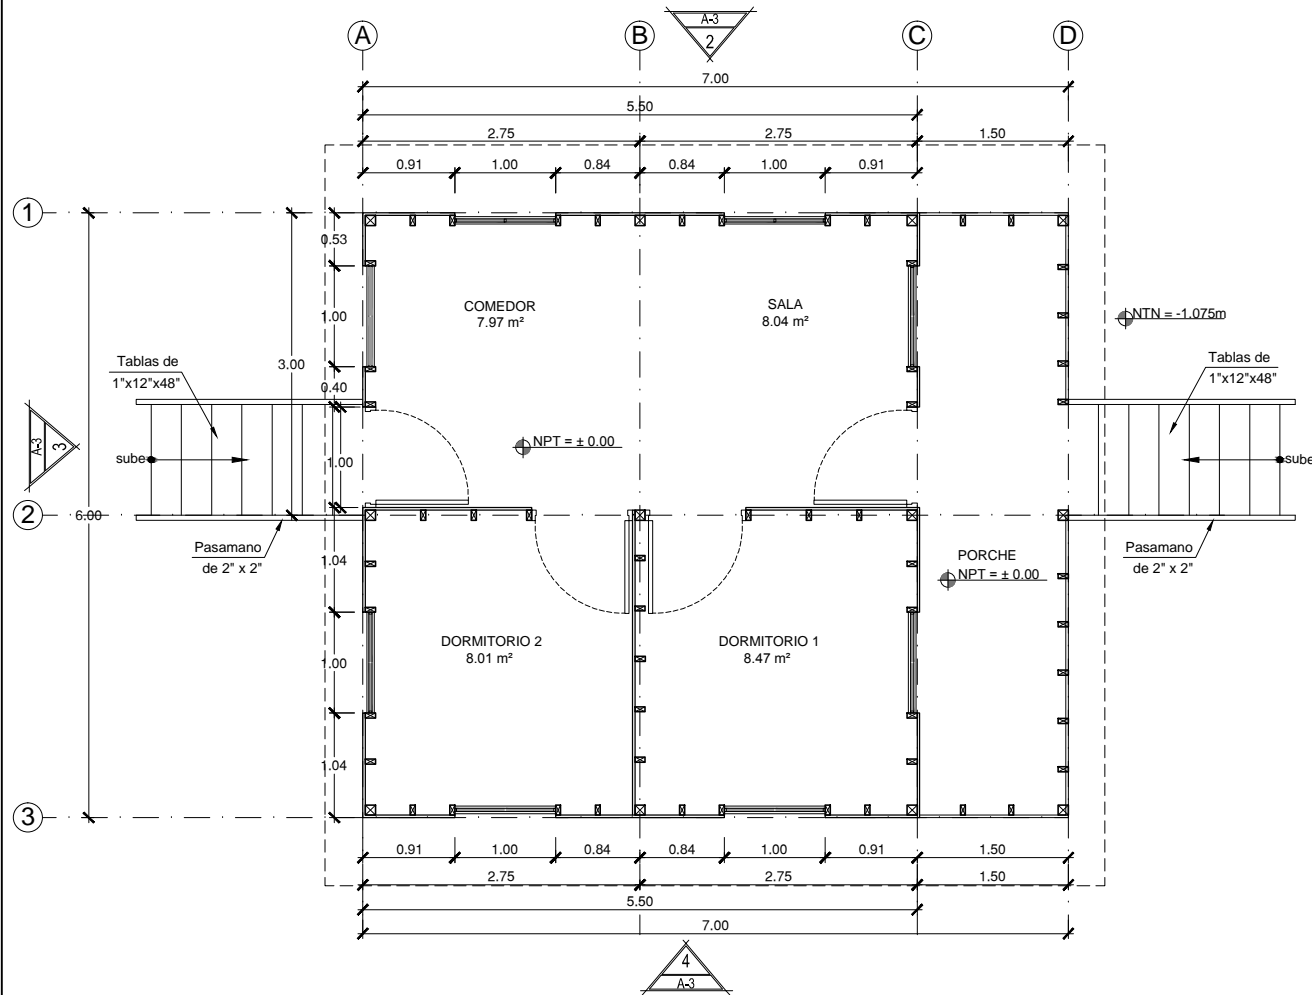 A
B
C
D
A-3
2
7.00
5.50
2.75
2.75
1.50
0.91
1.00
0.84
0.84
1.00
0.91
1
0.53
COMEDOR
7.97 m²
SALA
8.04 m²
1.00
NTN = -1.075m
Tablas de
1"x12"x48"
3.00
Tablas de
1"x12"x48"
0.40
A-3
3
NPT = ± 0.00
sube
1.00
sube
2
6.00
Pasamano
de 2" x 2"
1.04
PORCHE
NPT = ± 0.00
Pasamano
de 2" x 2"
DORMITORIO 2
8.01 m²
DORMITORIO 1
8.47 m²
1.00
1.04
3
0.91
1.00
0.84
0.84
1.00
0.91
1.50
2.75
2.75
1.50
5.50
7.00
4
A-3